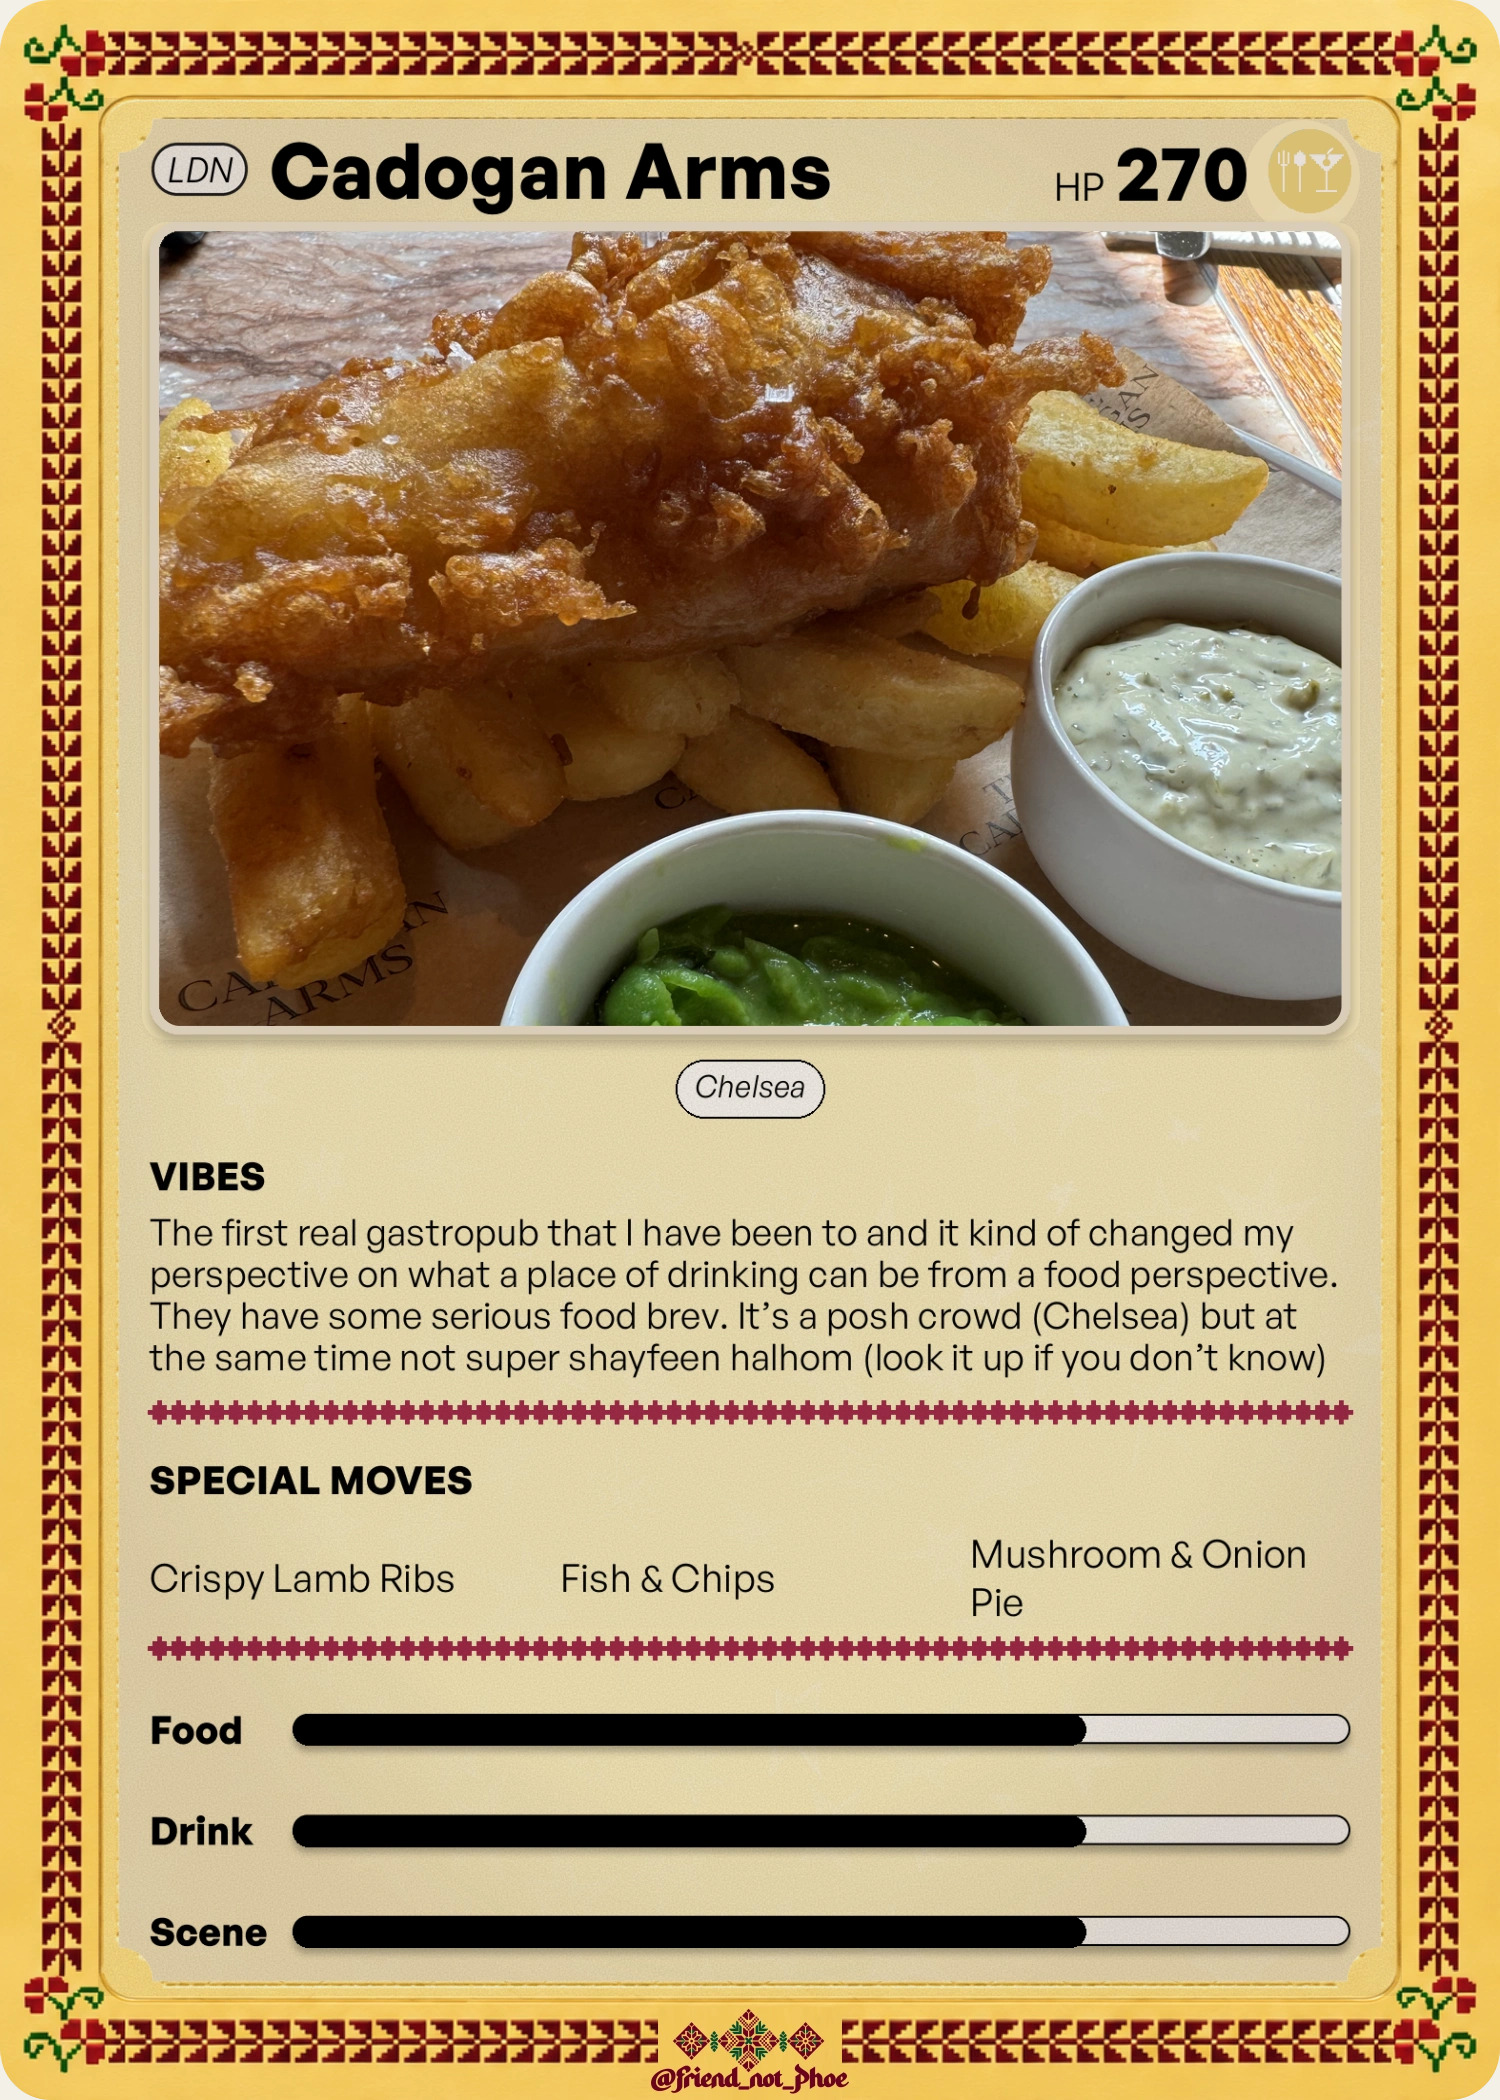 LDN Cadogan Arms HP 270
CADOGAN
ARMS
Chelsea
VIBES
The first real gastropub that I have been to and it kind of changed my
perspective on what a place of drinking can be from a food perspective.
They have some serious food brev. It’s a posh crowd (Chelsea) but at
the same time not super shayfeen halhom (look it up if you don’t know)
SPECIAL MOVES
Crispy Lamb Ribs
Fish & Chips
Mushroom & Onion
Pie
Food
Drink
Scene
@friend_not_Phoe